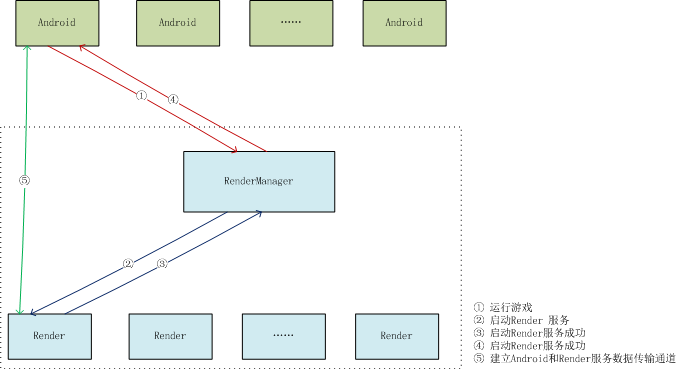 Android
Android
……
Android
①
④
RenderManager
⑤
②
③
Render
Render
……
Render
① 运行游戏
② 启动Render 服务
③ 启动Render服务成功
④ 启动Render服务成功
⑤ 建立Android和Render服务数据传输通道